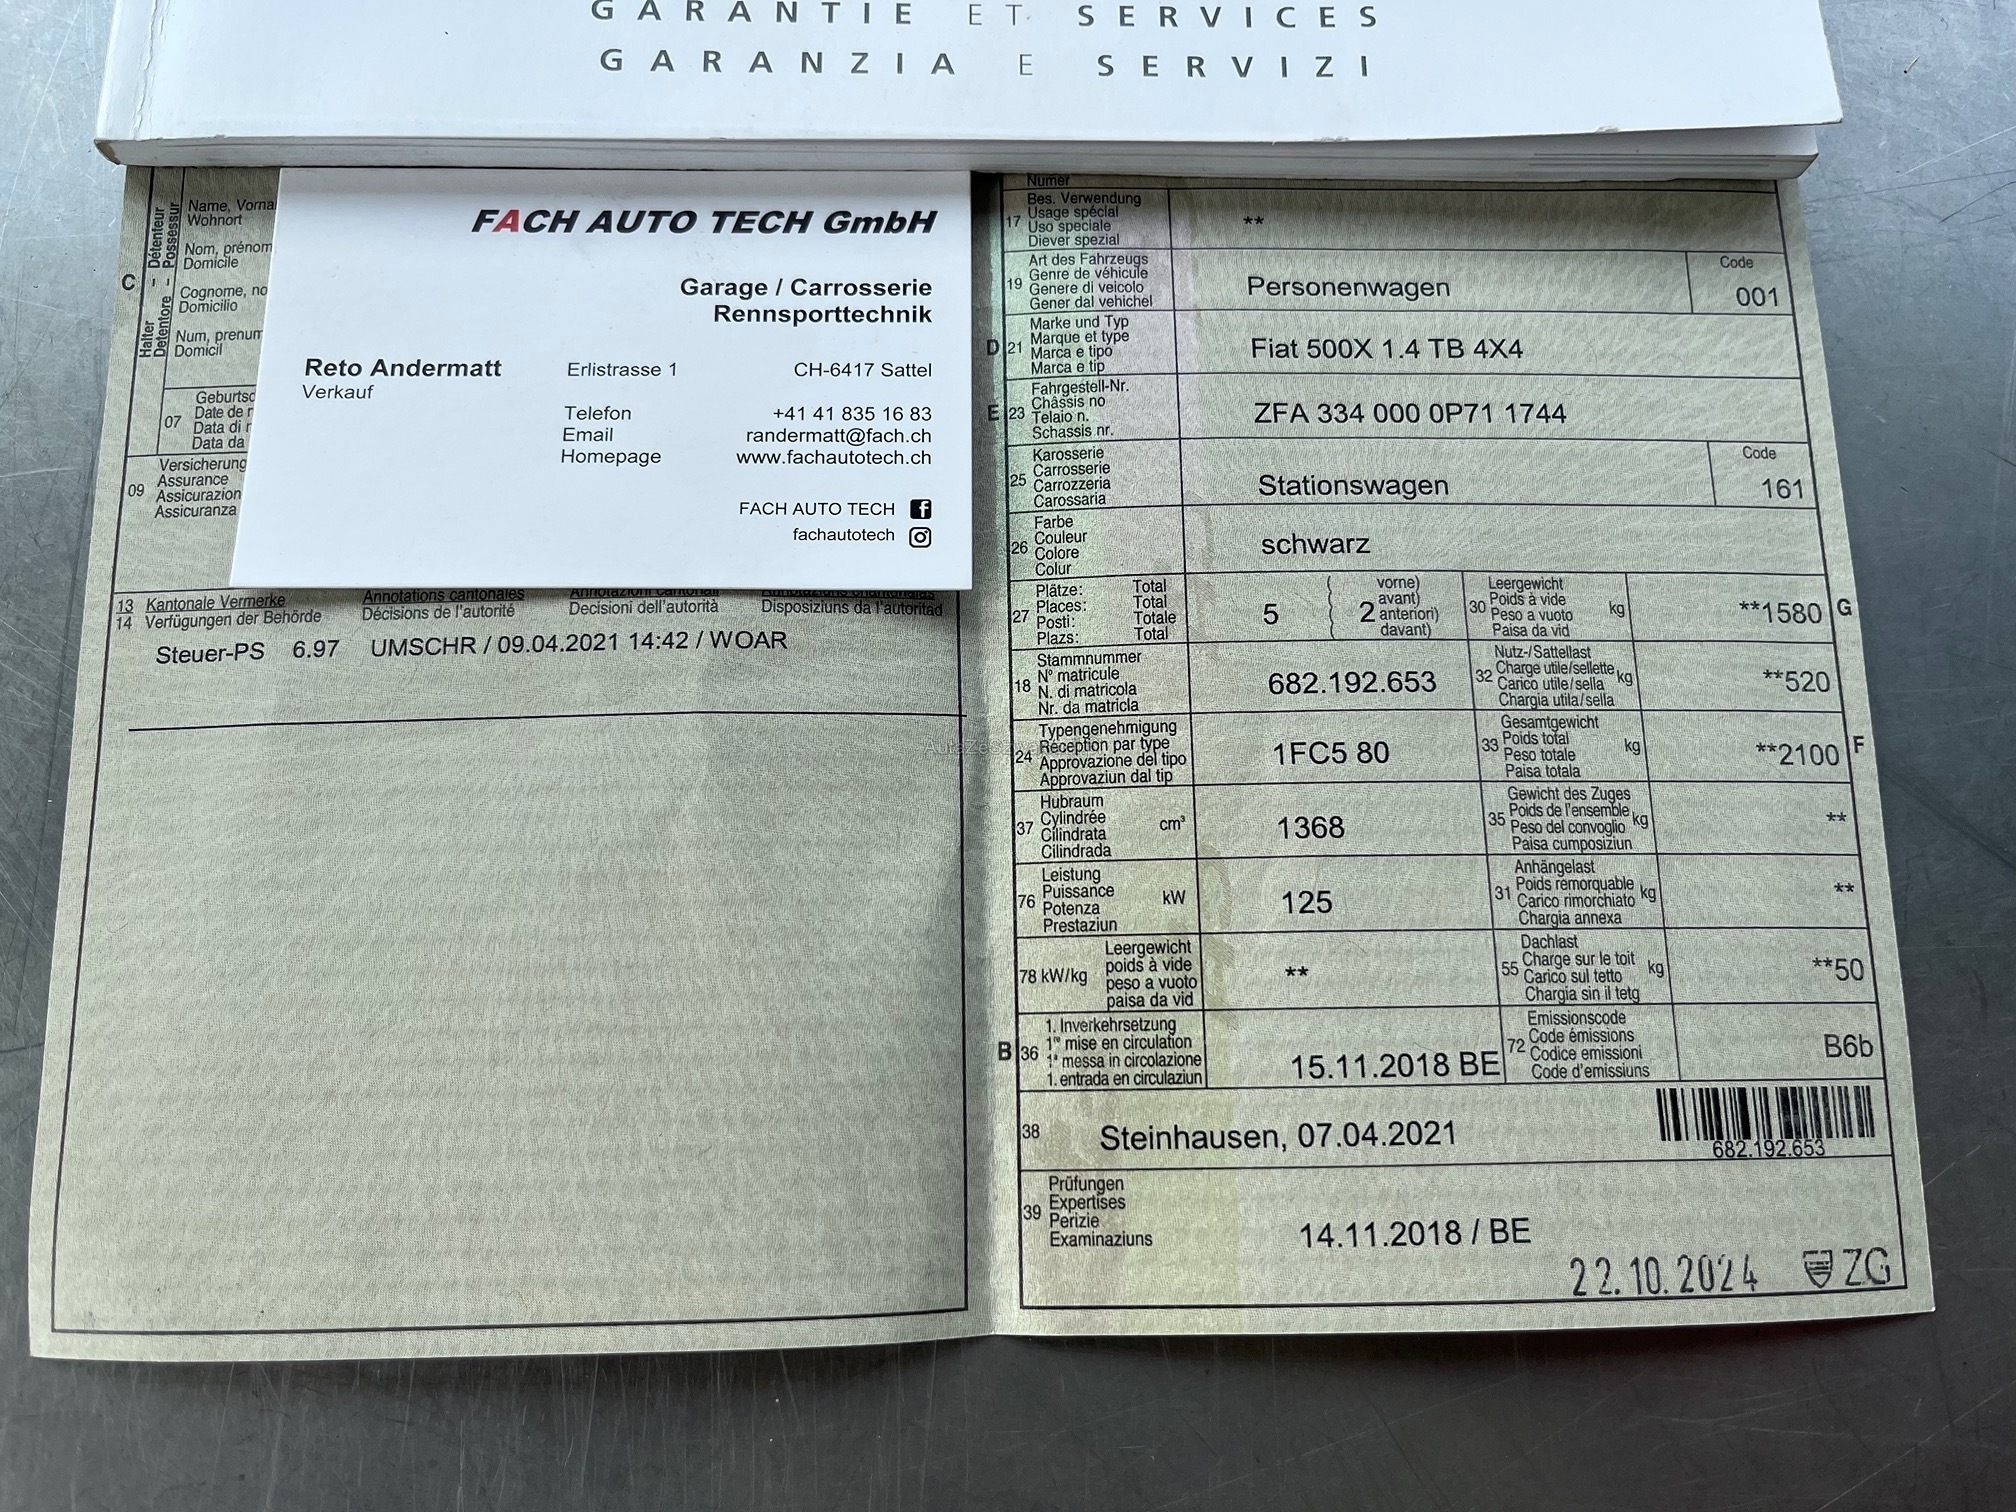 GARANTIE ET SERVICES
GARANZIA E SERVIZI
FACH AUTO TECH GmbH
Garage / Carrosserie
Rennsporttechnik
Reto Andermatt
Verkauf
Erlistrasse 1
CH-6417 Sattel
Telefon +41 41 835 16 83
Email randermatt@fach.ch
Homepage www.fachautotech.ch
FACH AUTO TECH
fachautotech
C
Halter – Détenteur
Detentore – Possessur
Name, Vorna
Wohnort
Nom, prénom
Domicile
Cognome, no
Domicilio
Num, prenum
Domicil
07
Geburtsd
Date de n
Data di n
Data da
09
Versicherung
Assurance
Assicurazion
Assicuranza
13 Kantonale Vermerke Annotations cantonales Annotazioni cantonali
14 Verfügungen der Behörde Décisions de l'autorité Decisioni dell'autorità Disposiziuns da l'autoritad
Steuer-PS 6.97 UMSCHR / 09.04.2021 14:42 / WOAR
Numer
17
Bes. Verwendung
Usage spécial
Uso speciale
Diever spezial
**
19
Art des Fahrzeugs
Genre de véhicule
Genere di veicolo
Gener dal vehichel
Personenwagen
Code
001
D 21
Marke und Typ
Marque et type
Marca e tipo
Marca e tip
Fiat 500X 1.4 TB 4X4
E 23
Fahrgestell-Nr.
Châssis no
Telaio n.
Schassis nr.
ZFA 334 000 0P71 1744
25
Karosserie
Carrosserie
Carrozzeria
Carossaria
Stationswagen
Code
161
26
Farbe
Couleur
Colore
Colur
schwarz
27
Plätze: Total
Places: Total
Posti: Totale
Plazs: Total
5
2
vorne)
avant)
anteriori)
davant)
30
Leergewicht
Poids à vide
Peso a vuoto
Paisa da vid
kg
**1580 G
18
Stammnummer
N° matricule
N. di matricola
Nr. da matricla
682.192.653
32
Nutz-/Sattellast
Charge utile/sellette
Carico utile/sella
Chargia utila/sella
kg
**520
24
Typengenehmigung
Réception par type
Approvazione del tipo
Approvaziun dal tip
1FC5 80
33
Gesamtgewicht
Poids total
Peso totale
Paisa totala
kg
**2100 F
37
Hubraum
Cylindrée
Cilindrata
Cilindrada
cm³
1368
35
Gewicht des Zuges
Poids de l'ensemble
Peso del convoglio
Paisa cumposiziun
kg
**
76
Leistung
Puissance
Potenza
Prestaziun
kW
125
31
Anhängelast
Poids remorquable
Carico rimorchiato
Chargia annexa
kg
**
78 kW/kg
Leergewicht
poids à vide
peso a vuoto
paisa da vid
**
55
Dachlast
Charge sur le toit
Carico sul tetto
Chargia sin il tetg
kg
**50
B 36
1. Inverkehrsetzung
1re mise en circulation
1a messa in circolazione
1. entrada en circulaziun
15.11.2018 BE
72
Emissionscode
Code émissions
Codice emissioni
Code d'emissiuns
B6b
38
Steinhausen, 07.04.2021
682.192.653
39
Prüfungen
Expertises
Perizie
Examinaziuns
14.11.2018 / BE
22.10.2024 ZG